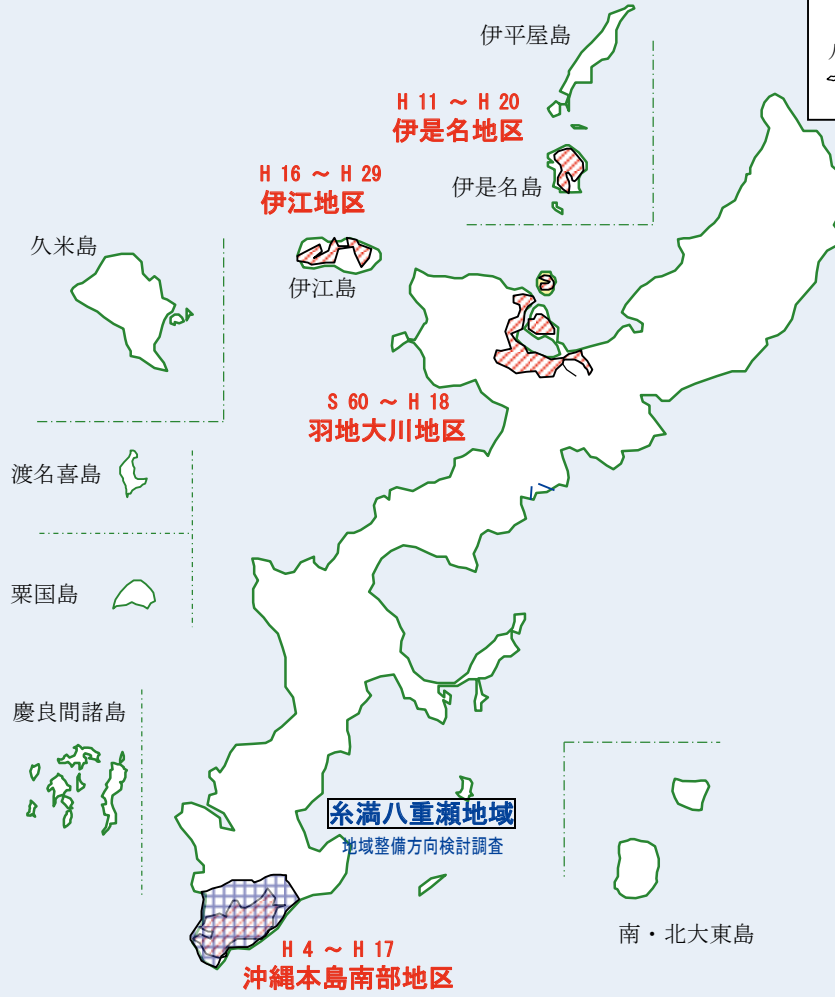 伊平屋島
H 11 ～ H 20
伊是名地区
伊是名島
H 16 ～ H 29
伊江地区
伊江島
久米島
S 60 ～ H 18
羽地大川地区
渡名喜島
粟国島
慶良間諸島
糸満八重瀬地域
地域整備方向検討調査
南・北大東島
H 4 ～ H 17
沖縄本島南部地区